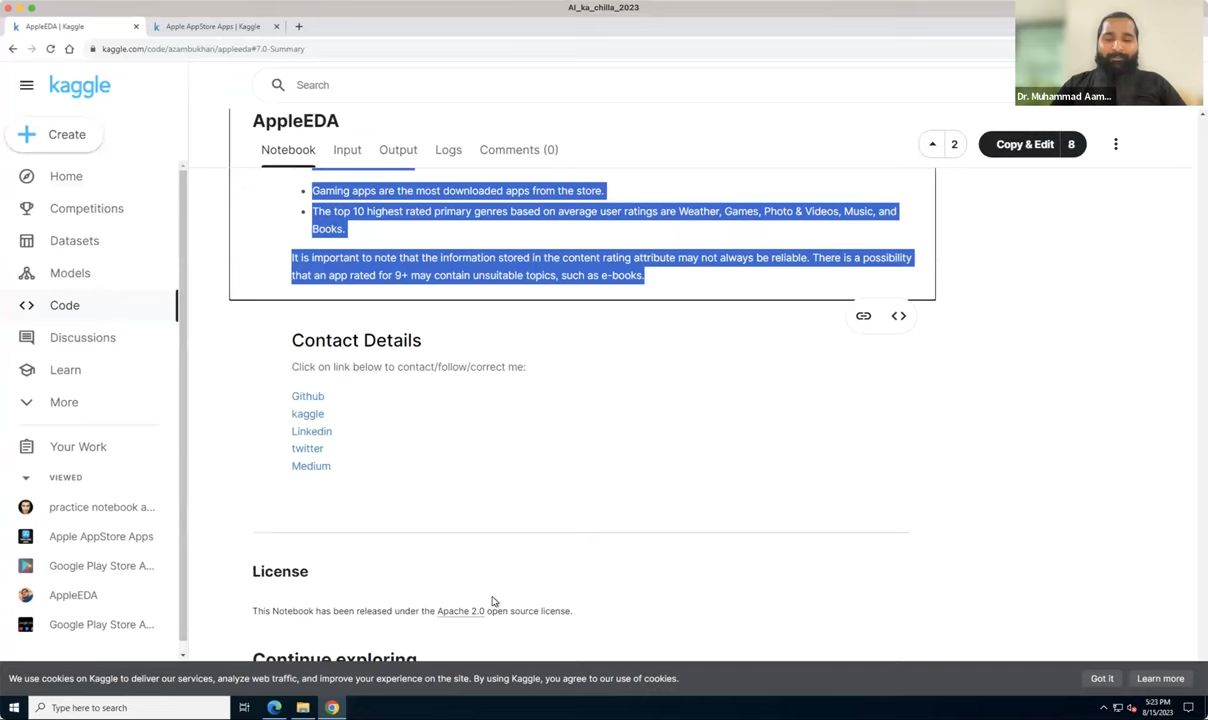 AI_ka_chilla_2023
AppleEDA | Kaggle
Apple AppStore Apps | Kaggle
kaggle.com/code/azambukhari/appleeda#7.0-Summary
Dr. Muhammad Aam...
kaggle
Search
Create
Home
Competitions
Datasets
Models
Code
Discussions
Learn
More
Your Work
VIEWED
practice notebook a...
Apple AppStore Apps
Google Play Store A...
AppleEDA
Google Play Store A...
AppleEDA
2
Copy & Edit 8
Notebook Input Output Logs Comments (0)
Gaming apps are the most downloaded apps from the store.
The top 10 highest rated primary genres based on average user ratings are Weather, Games, Photo & Videos, Music, and
Books.
It is important to note that the information stored in the content rating attribute may not always be reliable. There is a possibility
that an app rated for 9+ may contain unsuitable topics, such as e-books.
Contact Details
Click on link below to contact/follow/correct me:
Github
kaggle
Linkedin
twitter
Medium
License
This Notebook has been released under the Apache 2.0 open source license.
Continue exploring
We use cookies on Kaggle to deliver our services, analyze web traffic, and improve your experience on the site. By using Kaggle, you agree to our use of cookies.
Got it
Learn more
Type here to search
5:23 PM
8/15/2023